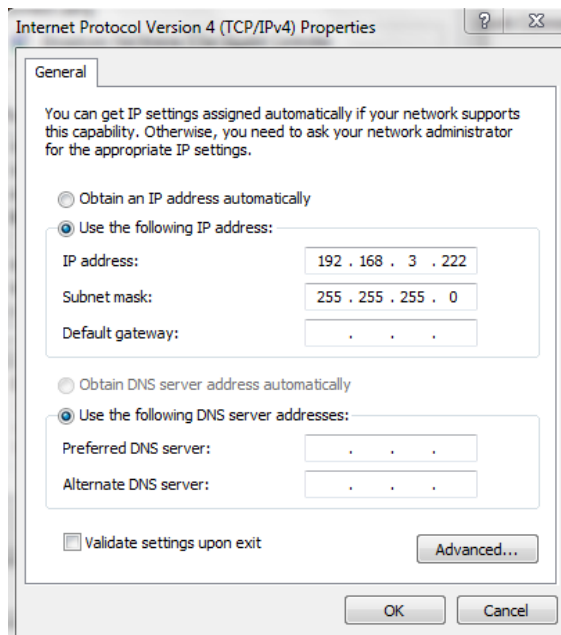 Internet Protocol Version 4 (TCP/IPv4) Properties
General
You can get IP settings assigned automatically if your network supports
this capability. Otherwise, you need to ask your network administrator
for the appropriate IP settings.
Obtain an IP address automatically
Use the following IP address:
IP address: 192 . 168 . 3 . 222
Subnet mask: 255 . 255 . 255 . 0
Default gateway: . . .
Obtain DNS server address automatically
Use the following DNS server addresses:
Preferred DNS server: . . .
Alternate DNS server: . . .
Validate settings upon exit
Advanced...
OK Cancel